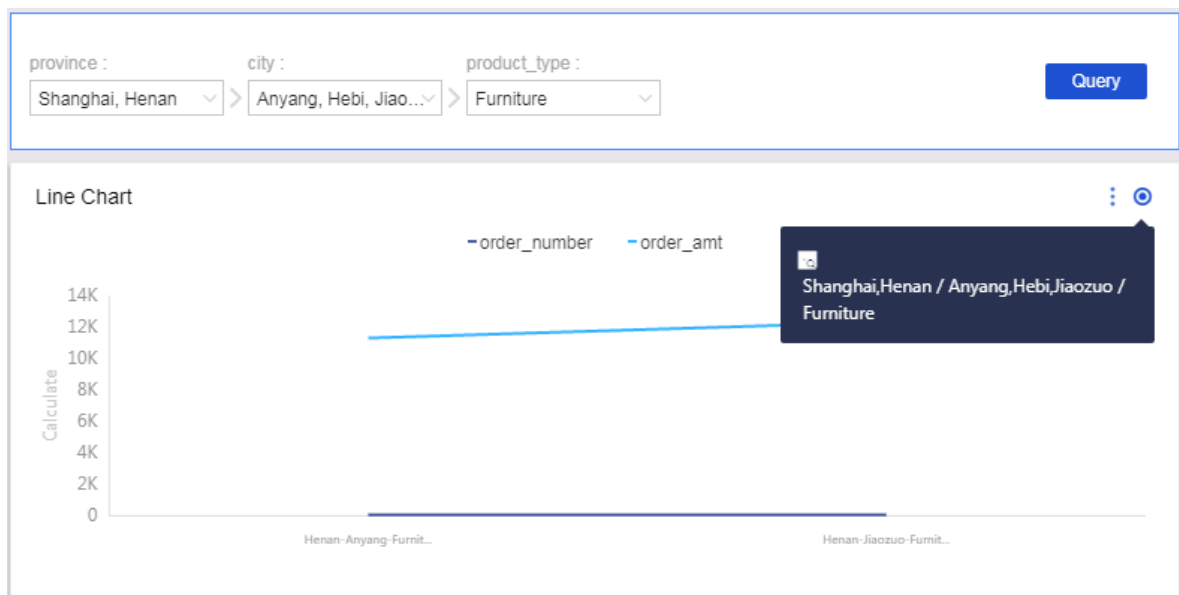 province : city : product_type :
Shanghai, Henan Anyang, Hebi, Jiao... Furniture Query
Line Chart
order_number order_amt
Shanghai,Henan / Anyang,Hebi,Jiaozuo /
Furniture
14K
12K
10K
8K
6K
4K
2K
0
Calculate
Henan-Anyang-Furnit... Henan-Jiaozuo-Furnit...